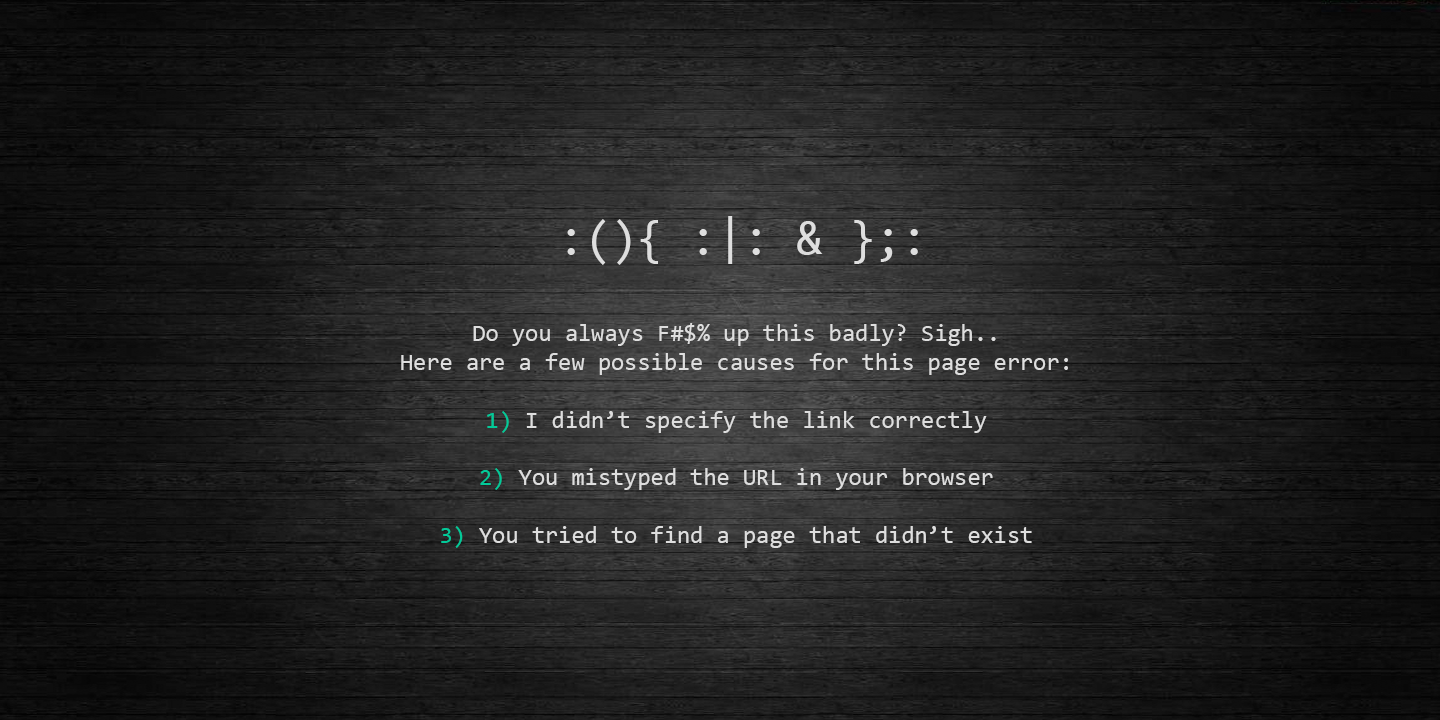 :(){ :|: & };:
Do you always F#$% up this badly? Sigh..
Here are a few possible causes for this page error:
1) I didn’t specify the link correctly
2) You mistyped the URL in your browser
3) You tried to find a page that didn’t exist